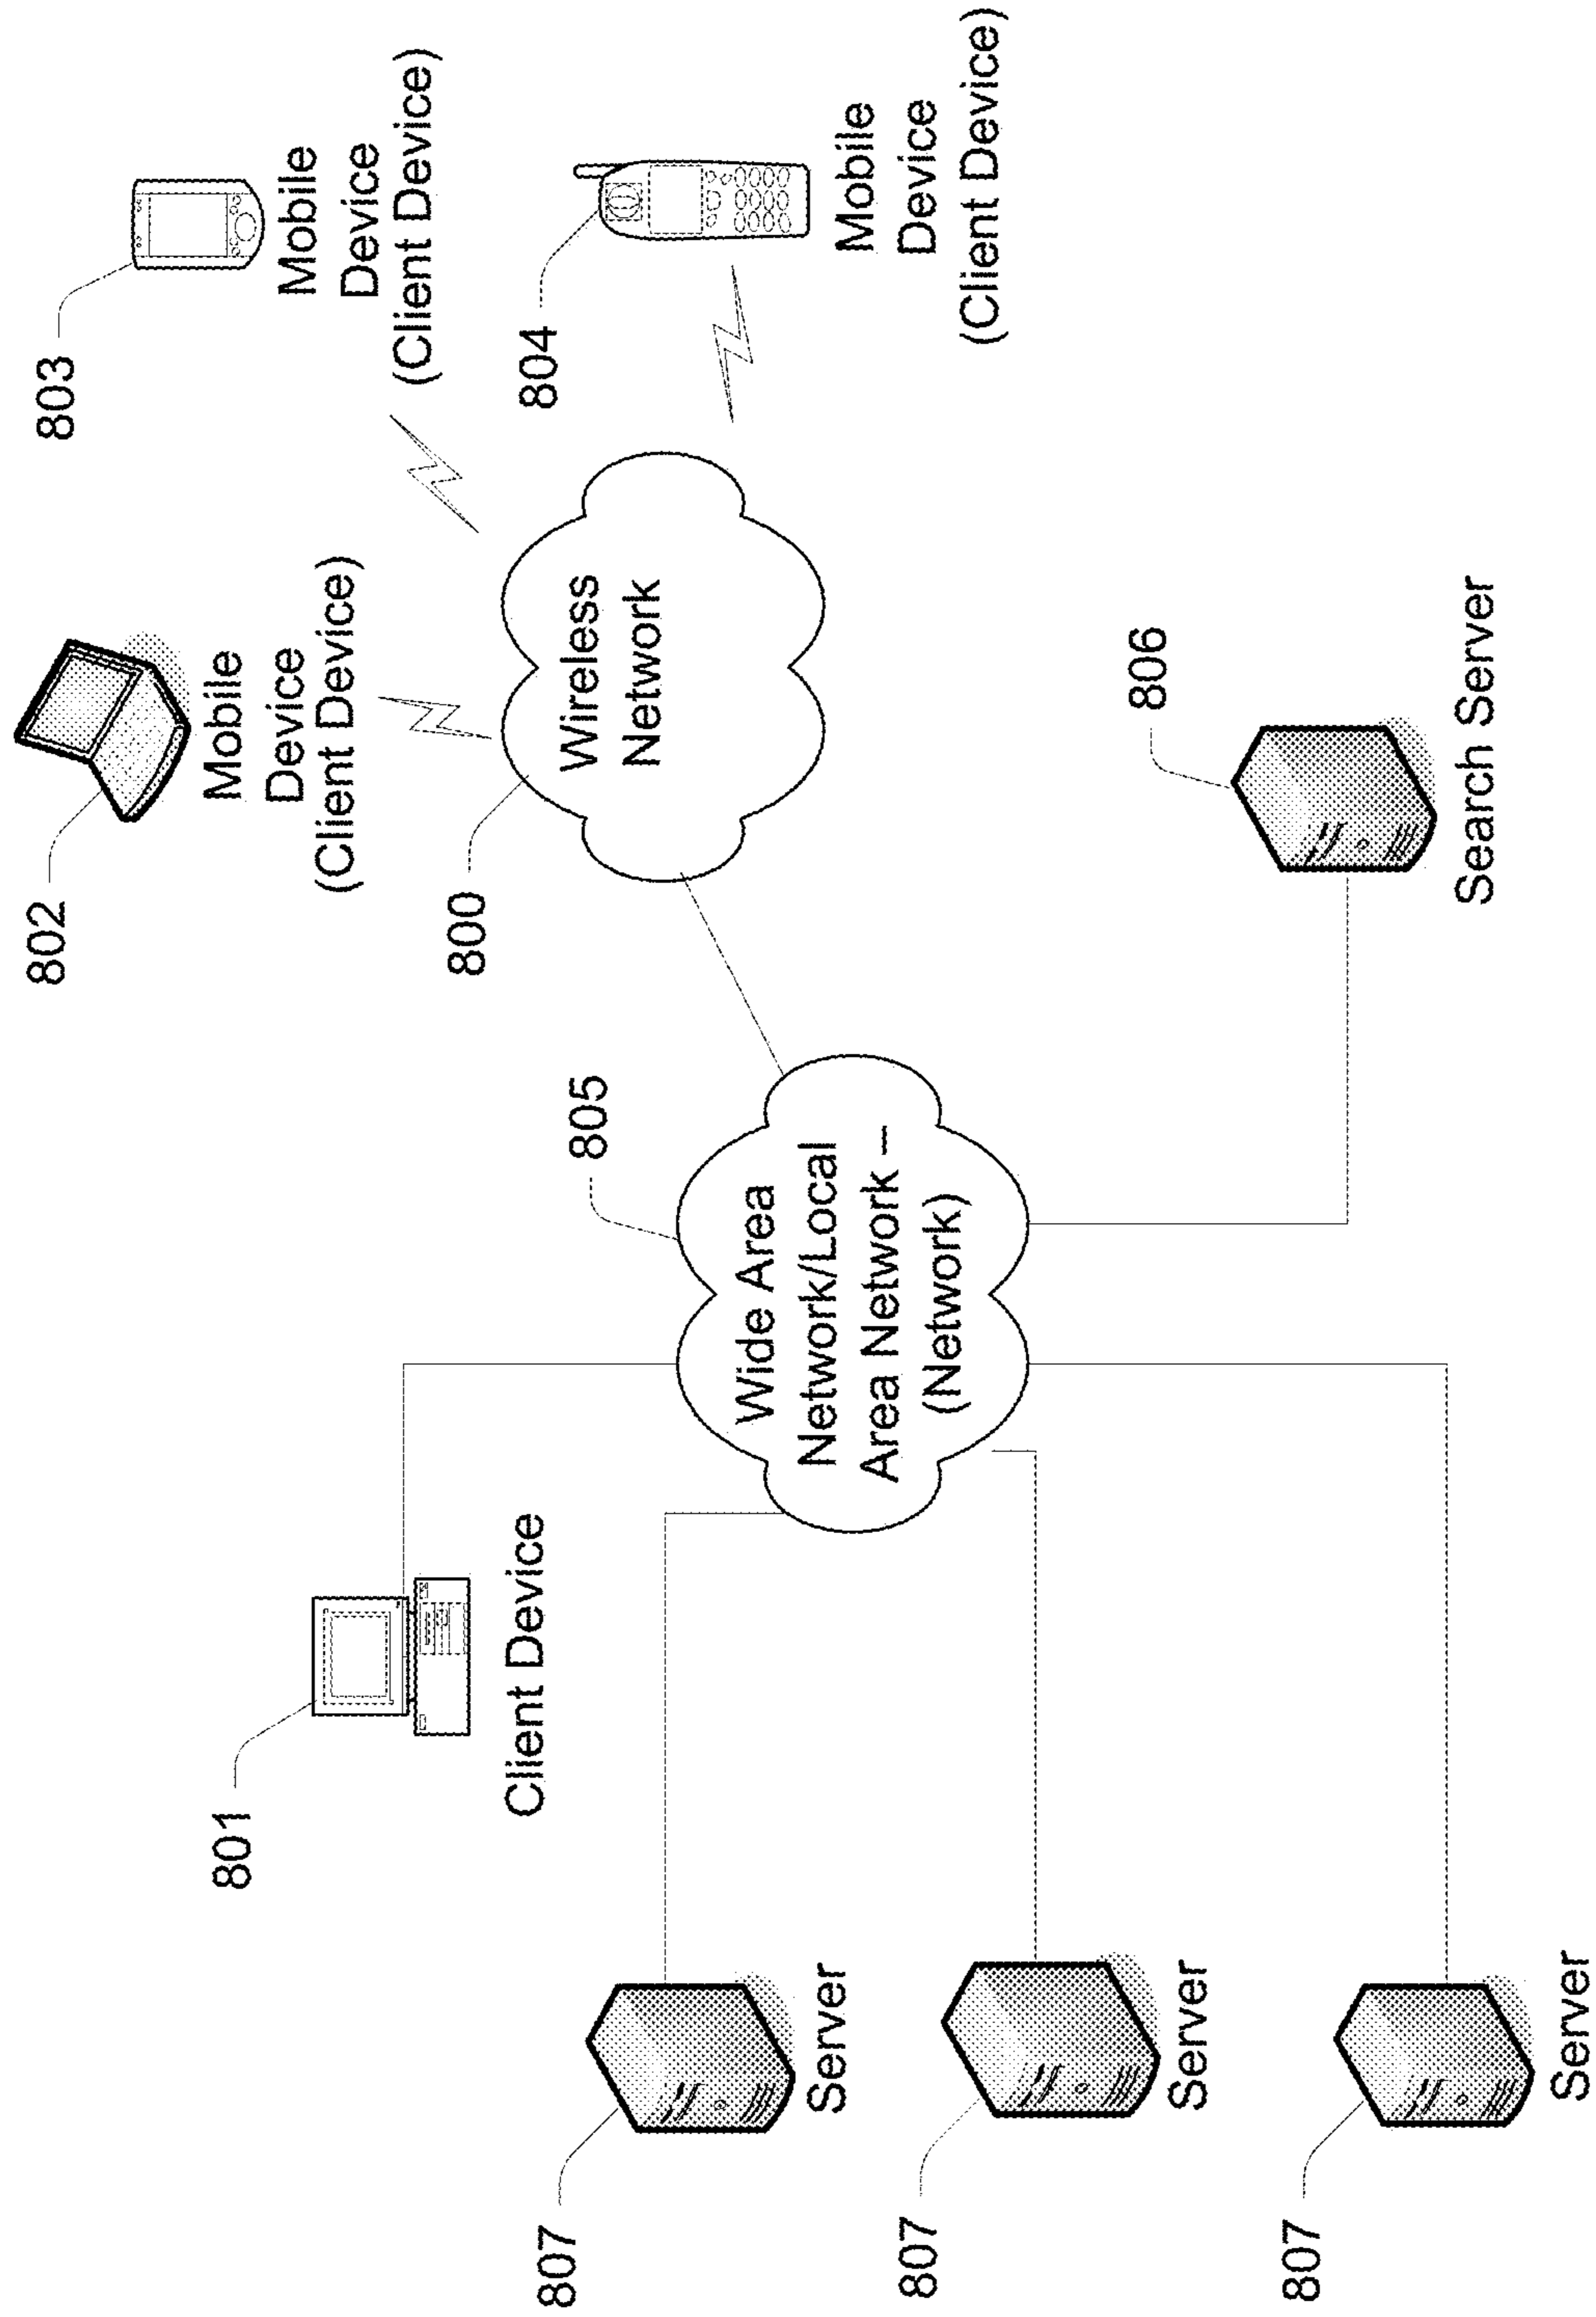 802
Mobile
Device
(Client Device)
803
Mobile
Device
(Client Device)
801
Client Device
800
Wireless
Network
804
Mobile
Device
(Client Device)
805
Wide Area
Network/Local
Area Network –
(Network)
807
Server
807
Server
806
Search Server
807
Server